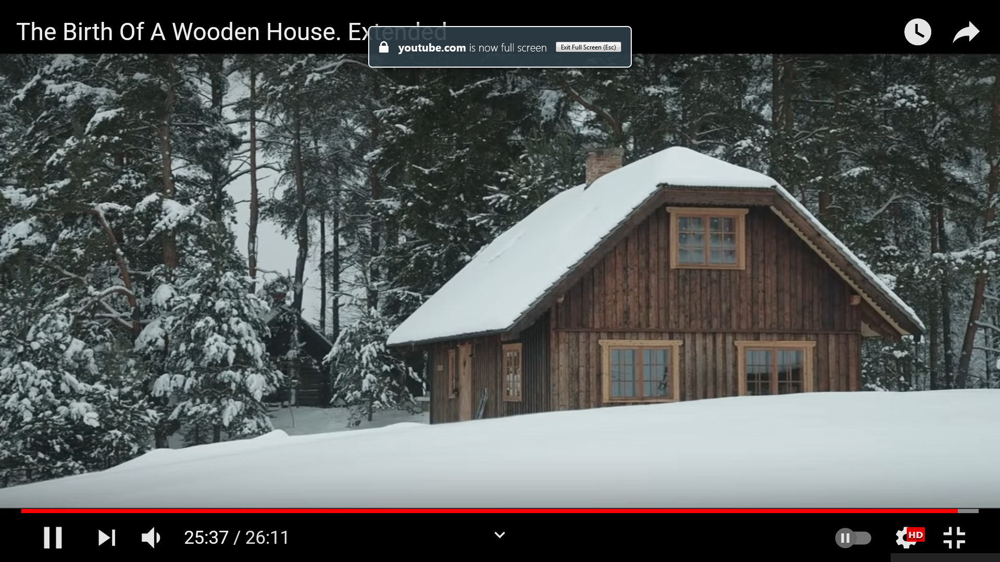 The Birth Of A Wooden House. Extended
youtube.com is now full screen
Exit Full Screen (Esc)
25:37 / 26:11
HD